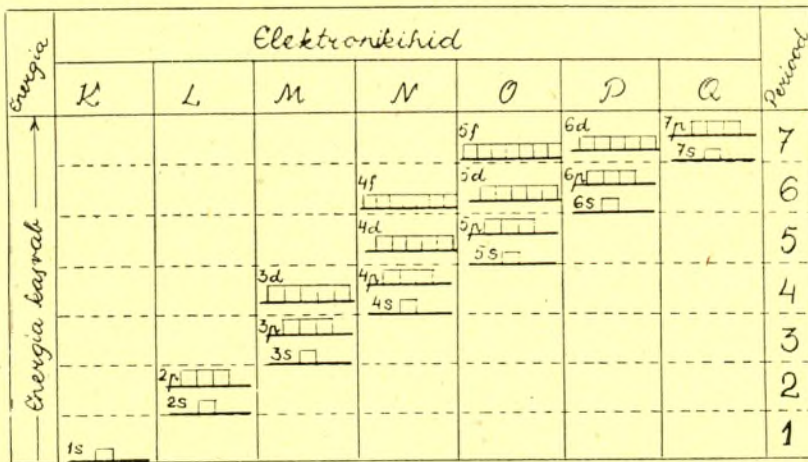 Energia Elektronikihid Periood
K L M N O P Q
Energia kasvab
5f 6d 7p 7s 7
4f 5d 6p 6s 6
4d 5p 5s 5
3d 4p 4s 4
3p 3s 3
2p 2s 2
1s 1